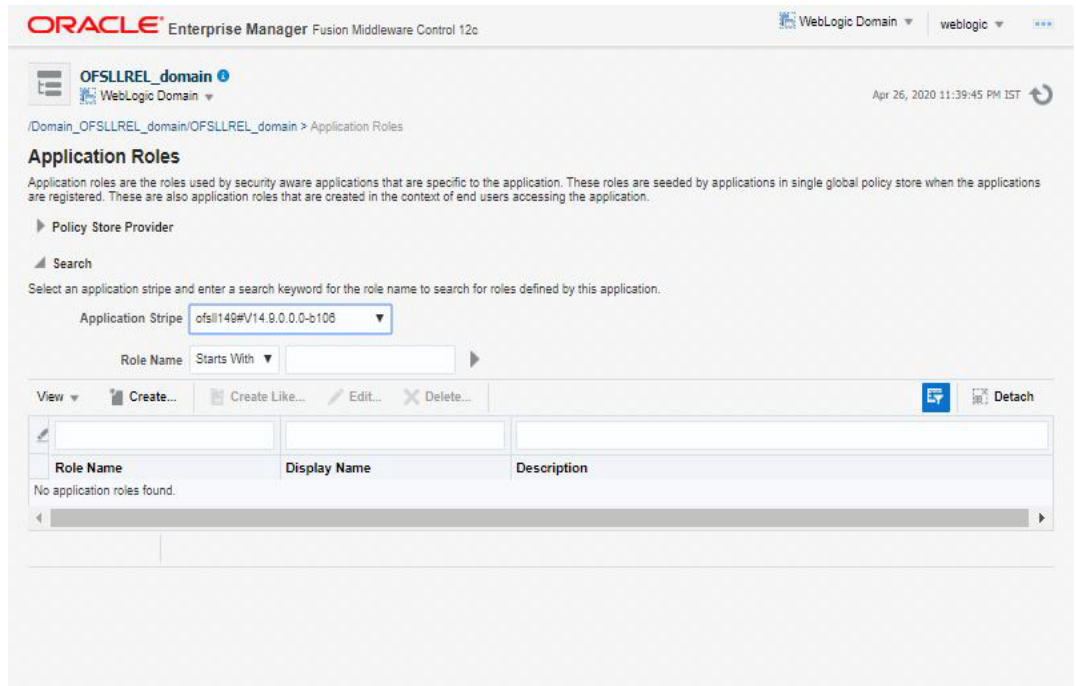 ORACLE Enterprise Manager Fusion Middleware Control 12c WebLogic Domain weblogic
OFSLLREL_domain
WebLogic Domain
Apr 26, 2020 11:39:45 PM IST
/Domain_OFSLLREL_domain/OFSLLREL_domain > Application Roles
Application Roles
Application roles are the roles used by security aware applications that are specific to the application. These roles are seeded by applications in single global policy store when the applications
are registered. These are also application roles that are created in the context of end users accessing the application.
Policy Store Provider
Search
Select an application stripe and enter a search keyword for the role name to search for roles defined by this application.
Application Stripe ofsll149#V14.9.0.0.0-b106
Role Name Starts With
View Create... Create Like... Edit... Delete... Detach
Role Name Display Name Description
No application roles found.